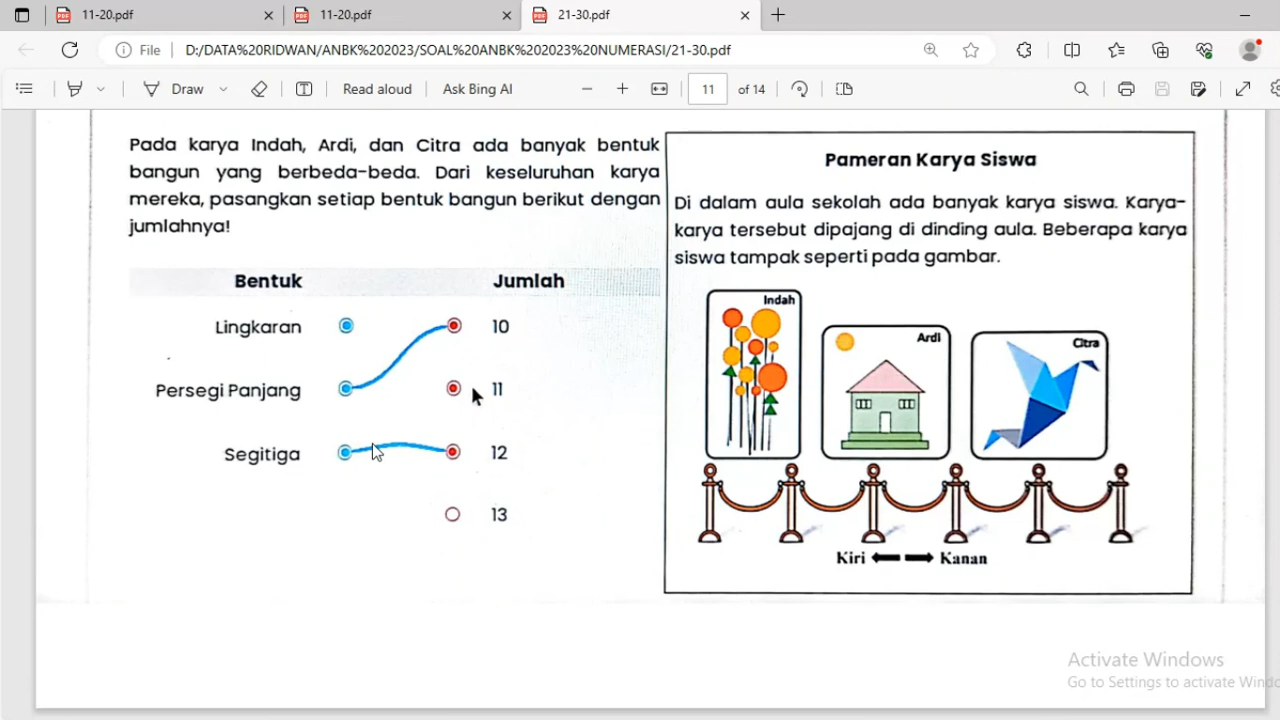 11-20.pdf
11-20.pdf
21-30.pdf
File
D:/DATA%20RIDWAN/ANBK%202023/SOAL%20ANBK%202023%20NUMERASI/21-30.pdf
Draw
Read aloud
Ask Bing AI
11 of 14
Pada karya Indah, Ardi, dan Citra ada banyak bentuk
bangun yang berbeda-beda. Dari keseluruhan karya
mereka, pasangkan setiap bentuk bangun berikut dengan
jumlahnya!
Bentuk Jumlah
Lingkaran 10
Persegi Panjang 11
Segitiga 12
13
Pameran Karya Siswa
Di dalam aula sekolah ada banyak karya siswa. Karya-
karya tersebut dipajang di dinding aula. Beberapa karya
siswa tampak seperti pada gambar.
Indah
Ardi
Citra
Kiri Kanan
Activate Windows
Go to Settings to activate